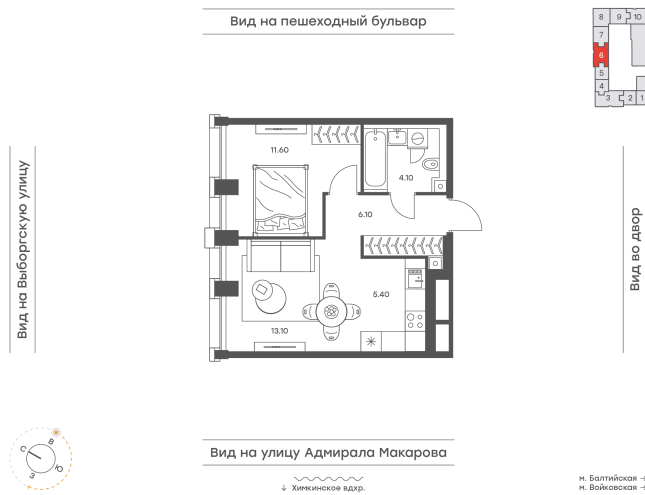 Вид на пешеходный бульвар
8 9 10
7
6
5
4
3 2 1
Вид на Выборгскую улицу
11.60
4.10
6.10
5.40
13.10
Вид во двор
С В
З Ю
Вид на улицу Адмирала Макарова
↓ Химкинское вдхр.
м. Балтийская →
м. Войковская →